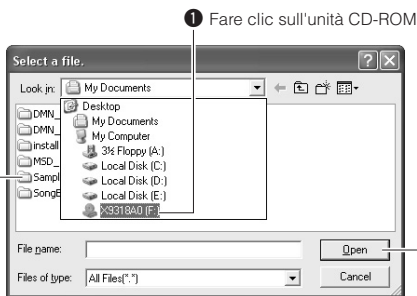 ❶ Fare clic sull'unità CD-ROM
Select a file.
Look in: My Documents
Desktop
My Documents
My Computer
3½ Floppy (A:)
Local Disk (C:)
Local Disk (D:)
Local Disk (E:)
X9318A0 (F:)
DMN_
DMN_
install
MSD_
Sampl
File name:
Open
Files of type: All Files(*.*)
Cancel